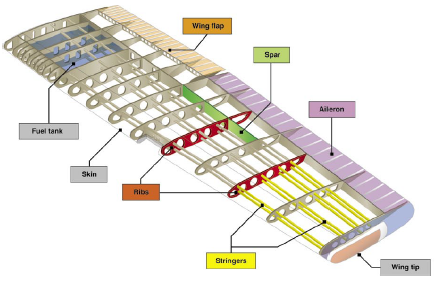 Wing flap
Spar
Aileron
Fuel tank
Skin
Ribs
Stringers
Wing tip